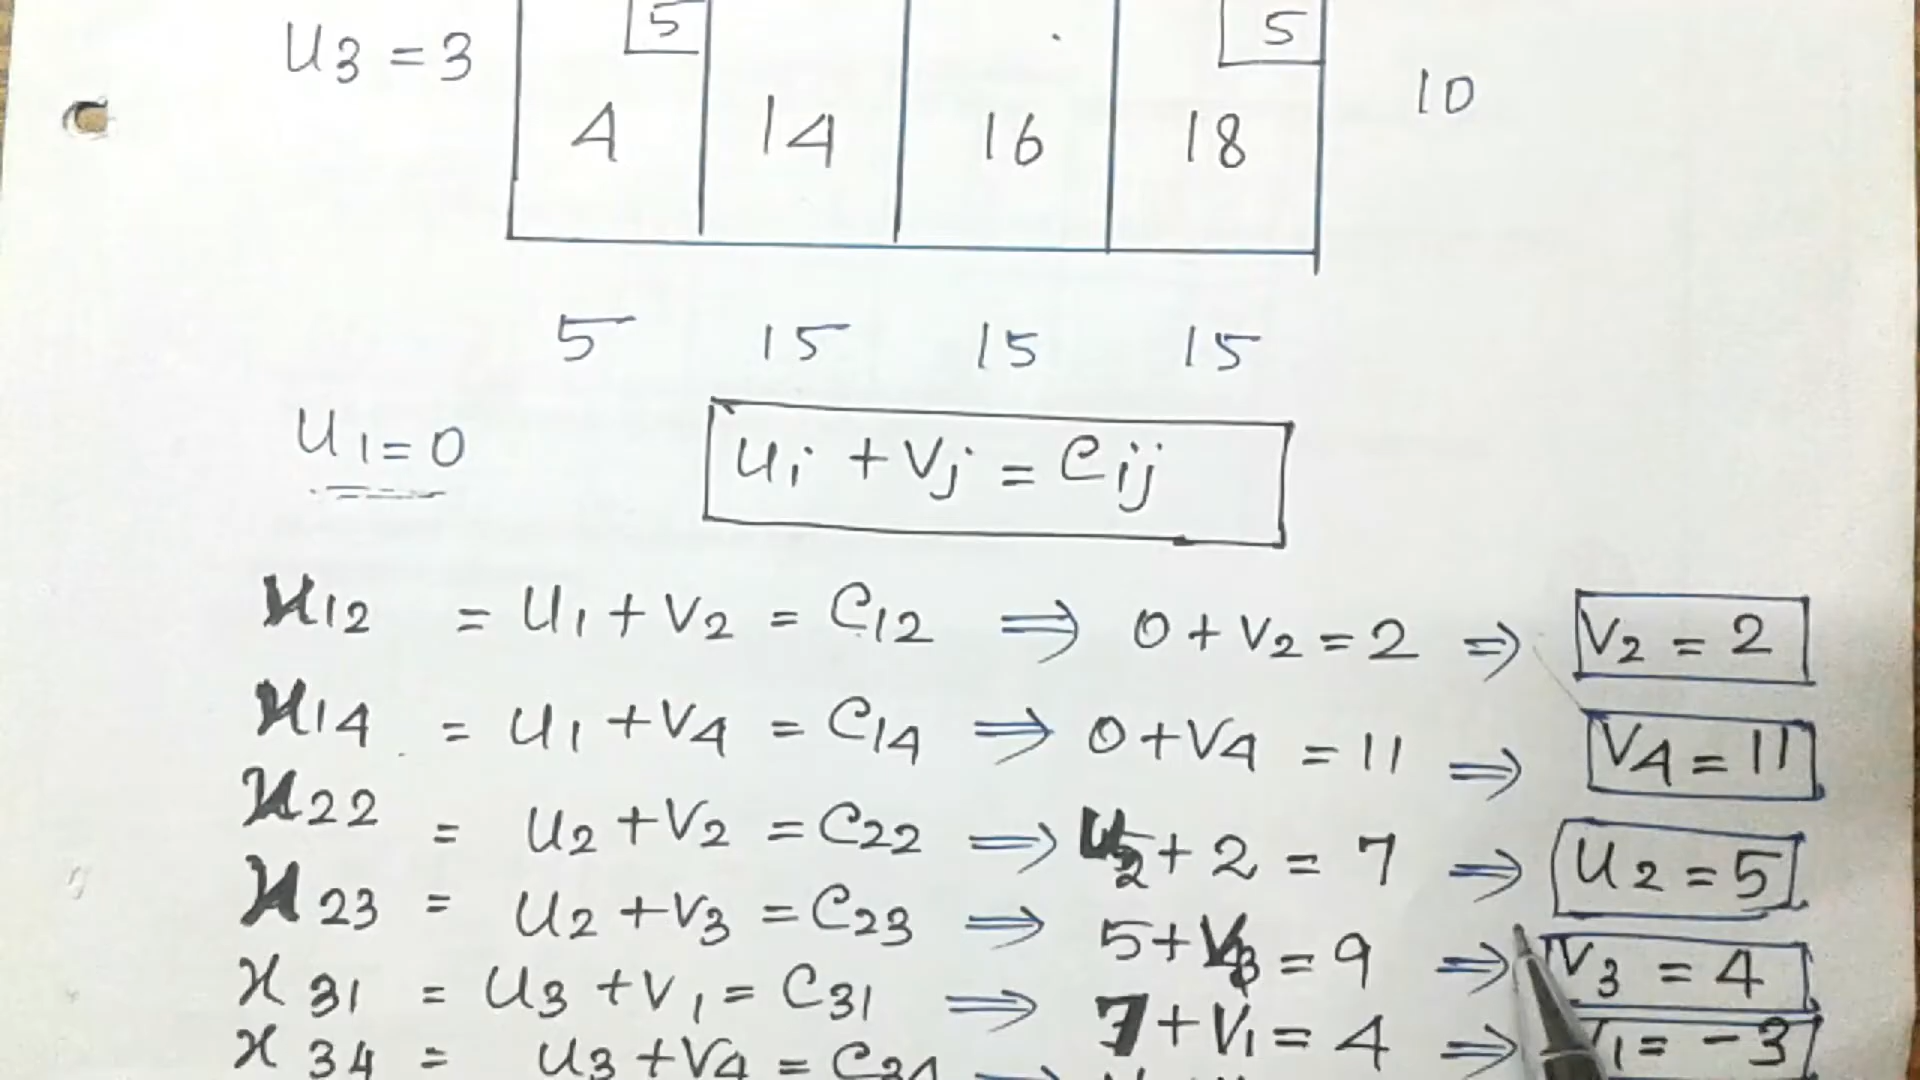 5 5
U3 = 3 10
4 14 16 18
5 15 15 15
U1 = 0 ui + vj = cij
x12 = u1 + v2 = c12 ⇒ 0 + v2 = 2 ⇒ v2 = 2
x14 = u1 + v4 = c14 ⇒ 0 + v4 = 11 ⇒ v4 = 11
x22 = u2 + v2 = c22 ⇒ u2 + 2 = 7 ⇒ u2 = 5
x23 = u2 + v3 = c23 ⇒ 5 + v3 = 9 ⇒ v3 = 4
x31 = u3 + v1 = c31 ⇒ 7 + v1 = 4 ⇒ v1 = -3
x34 = u3 + v4 = c34 ⇒